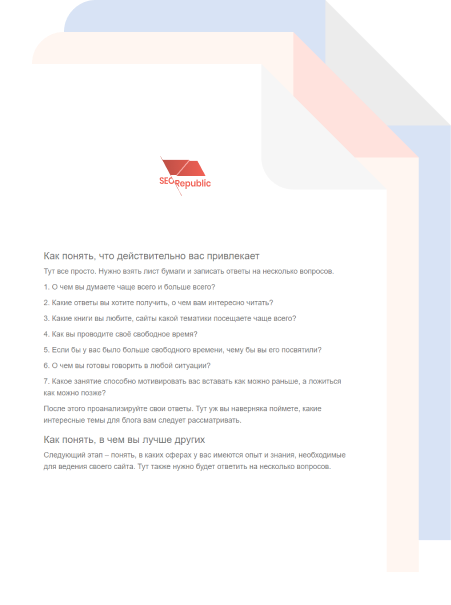 SEO
Republic
Как понять, что действительно вас привлекает
Тут все просто. Нужно взять лист бумаги и записать ответы на несколько вопросов.
1. О чем вы думаете чаще всего и больше всего?
2. Какие ответы вы хотите получить, о чем вам интересно читать?
3. Какие книги вы любите, сайты какой тематики посещаете чаще всего?
4. Как вы проводите своё свободное время?
5. Если бы у вас было больше свободного времени, чему бы вы его посвятили?
6. О чем вы готовы говорить в любой ситуации?
7. Какое занятие способно мотивировать вас вставать как можно раньше, а ложиться
как можно позже?
После этого проанализируйте свои ответы. Тут уж вы наверняка поймете, какие
интересные темы для блога вам следует рассматривать.
Как понять, в чем вы лучше других
Следующий этап – понять, в каких сферах у вас имеются опыт и знания, необходимые
для ведения своего сайта. Тут также нужно будет ответить на несколько вопросов.